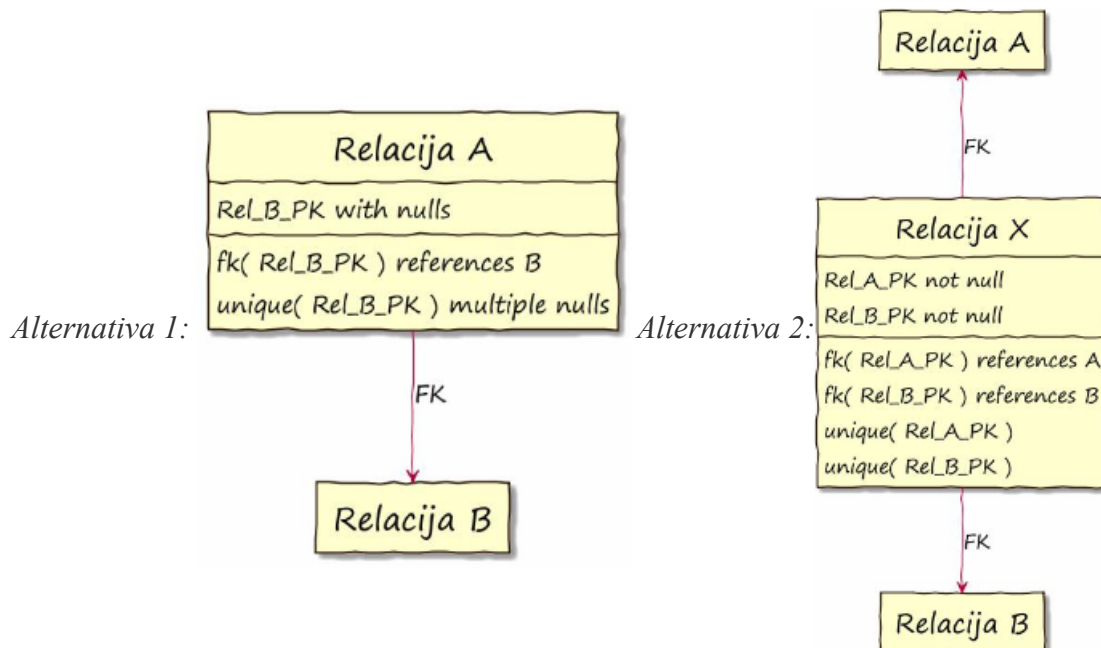 Alternativa 1:
Relacija A
Rel_B_PK with nulls
fk( Rel_B_PK ) references B
unique( Rel_B_PK ) multiple nulls
FK
Relacija B
Alternativa 2:
Relacija A
FK
Relacija X
Rel_A_PK not null
Rel_B_PK not null
fk( Rel_A_PK ) references A
fk( Rel_B_PK ) references B
unique( Rel_A_PK )
unique( Rel_B_PK )
FK
Relacija B